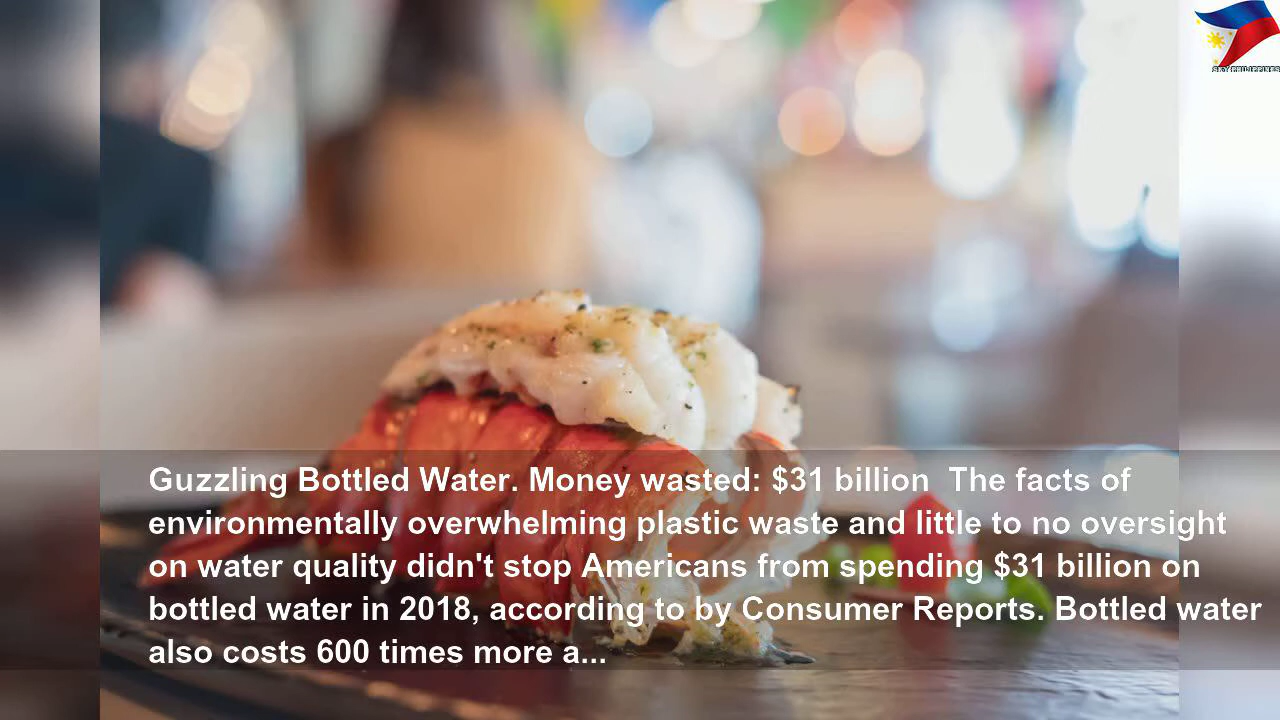 SKY PHILIPPINES
Guzzling Bottled Water. Money wasted: $31 billion  The facts of
environmentally overwhelming plastic waste and little to no oversight
on water quality didn't stop Americans from spending $31 billion on
bottled water in 2018, according to by Consumer Reports. Bottled water
also costs 600 times more a...